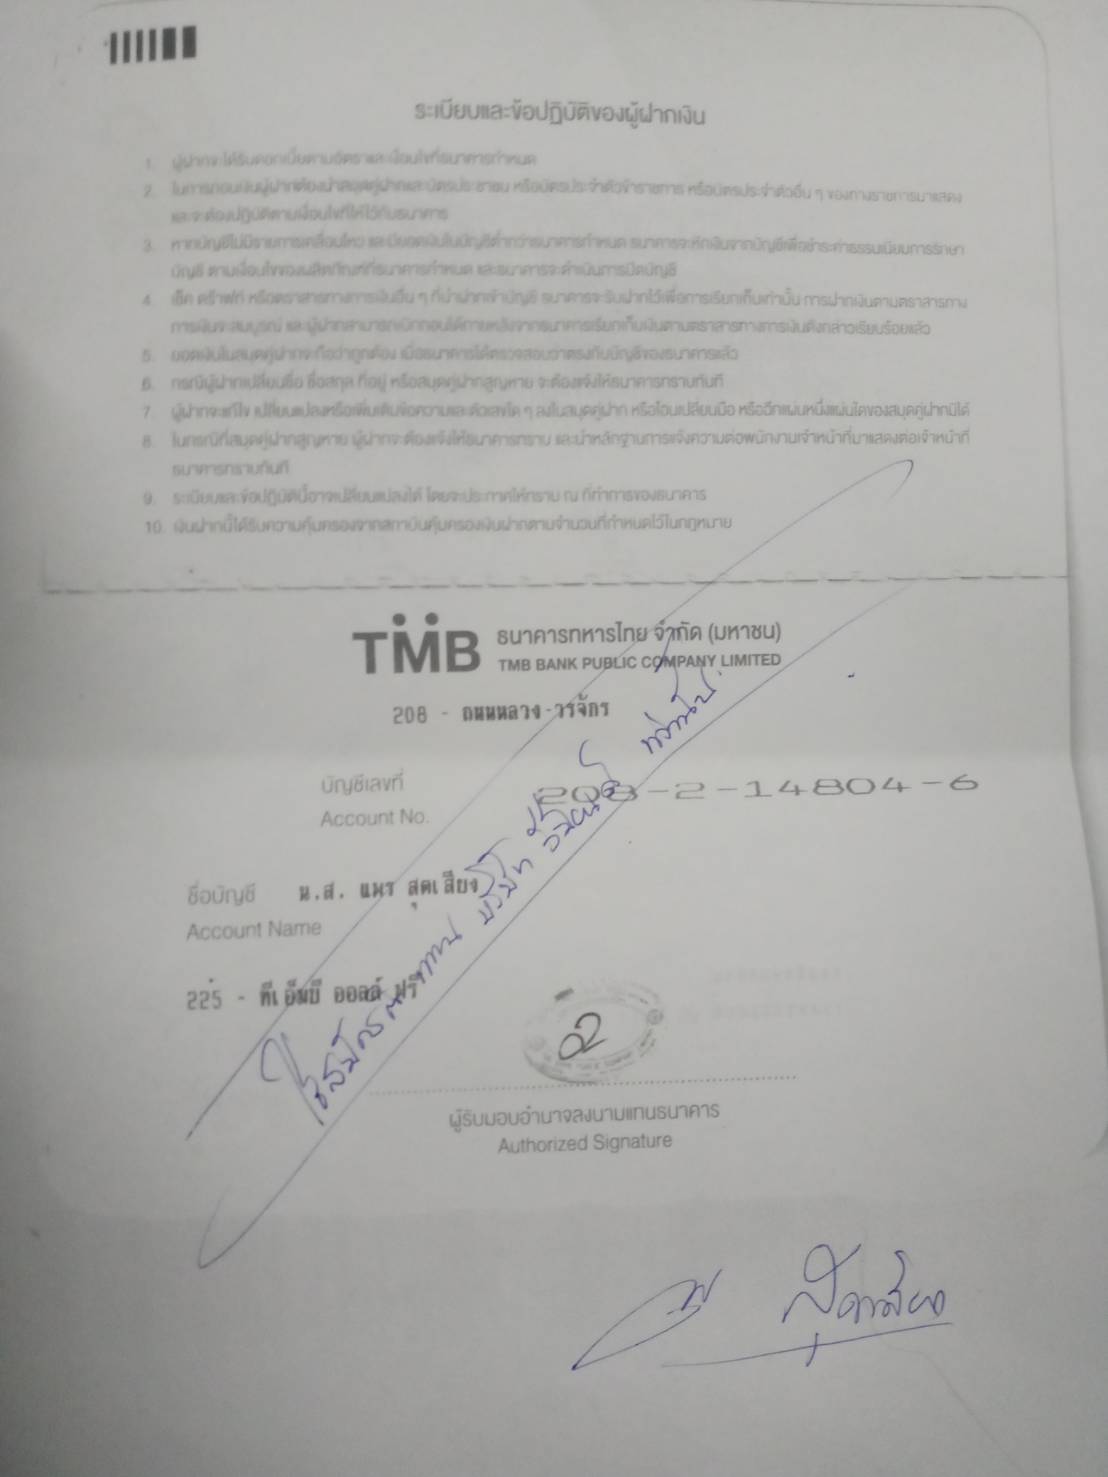 ระเบียบและข้อปฏิบัติของผู้ฝากเงิน
1. ผู้ฝากจะได้รับดอกเบี้ยตามอัตราและเงื่อนไขที่ธนาคารกำหนด
2. ในการถอนเงินผู้ฝากต้องนำสมุดคู่ฝากและบัตรประชาชน หรือบัตรประจำตัวข้าราชการ หรือบัตรประจำตัวอื่น ๆ ของทางราชการมาแสดง
และจะต้องปฏิบัติตามเงื่อนไขที่ให้ไว้กับธนาคาร
3. หากบัญชีไม่มีรายการเคลื่อนไหว และมียอดเงินในบัญชีต่ำกว่าธนาคารกำหนด ธนาคารจะหักเงินจากบัญชีเพื่อชำระค่าธรรมเนียมการรักษา
บัญชี ตามเงื่อนไขของผลิตภัณฑ์ที่ธนาคารกำหนด และธนาคารจะดำเนินการปิดบัญชี
4. เช็ค ดร๊าฟท์ หรือตราสารทางการเงินอื่น ๆ ที่นำฝากเข้าบัญชี ธนาคารจะรับฝากไว้เพื่อการเรียกเก็บเท่านั้น การฝากเงินตามตราสารทาง
การเงินจะสมบูรณ์ และผู้ฝากสามารถเบิกถอนได้ภายหลังจากธนาคารเรียกเก็บเงินตามตราสารทางการเงินดังกล่าวเรียบร้อยแล้ว
5. ยอดเงินในสมุดคู่ฝากจะถือว่าถูกต้อง เมื่อธนาคารได้ตรวจสอบว่าตรงกับบัญชีของธนาคารแล้ว
6. กรณีผู้ฝากเปลี่ยนชื่อ ชื่อสกุล ที่อยู่ หรือสมุดคู่ฝากสูญหาย จะต้องแจ้งให้ธนาคารทราบทันที
7. ผู้ฝากจะแก้ไข เปลี่ยนแปลงหรือเพิ่มเติมข้อความและตัวเลขใด ๆ ลงในสมุดคู่ฝาก หรือโอนเปลี่ยนมือ หรือฉีกแผ่นหนึ่งแผ่นใดของสมุดคู่ฝากมิได้
8. ในกรณีที่สมุดคู่ฝากสูญหาย ผู้ฝากจะต้องแจ้งให้ธนาคารทราบ และนำหลักฐานการแจ้งความต่อพนักงานเจ้าหน้าที่มาแสดงต่อเจ้าหน้าที่
ธนาคารทราบทันที
9. ระเบียบและข้อปฏิบัตินี้อาจเปลี่ยนแปลงได้ โดยจะประกาศให้ทราบ ณ ที่ทำการของธนาคาร
10. เงินฝากนี้ได้รับความคุ้มครองจากสถาบันคุ้มครองเงินฝากตามจำนวนที่กำหนดไว้ในกฎหมาย
TMB ธนาคารทหารไทย จำกัด (มหาชน)
TMB BANK PUBLIC COMPANY LIMITED
208 - ถนนหลวง-วรจักร
บัญชีเลขที่ 208-2-14804-6
Account No.
ชื่อบัญชี น.ส. แพร สุดเสียง
Account Name
225 - ทีเอ็มบี ออลล์ ฟรี
ใช้สมัครงาน บริษัท เท่านั้น
02
ผู้รับมอบอำนาจลงนามแทนธนาคาร
Authorized Signature
สุดเสียง